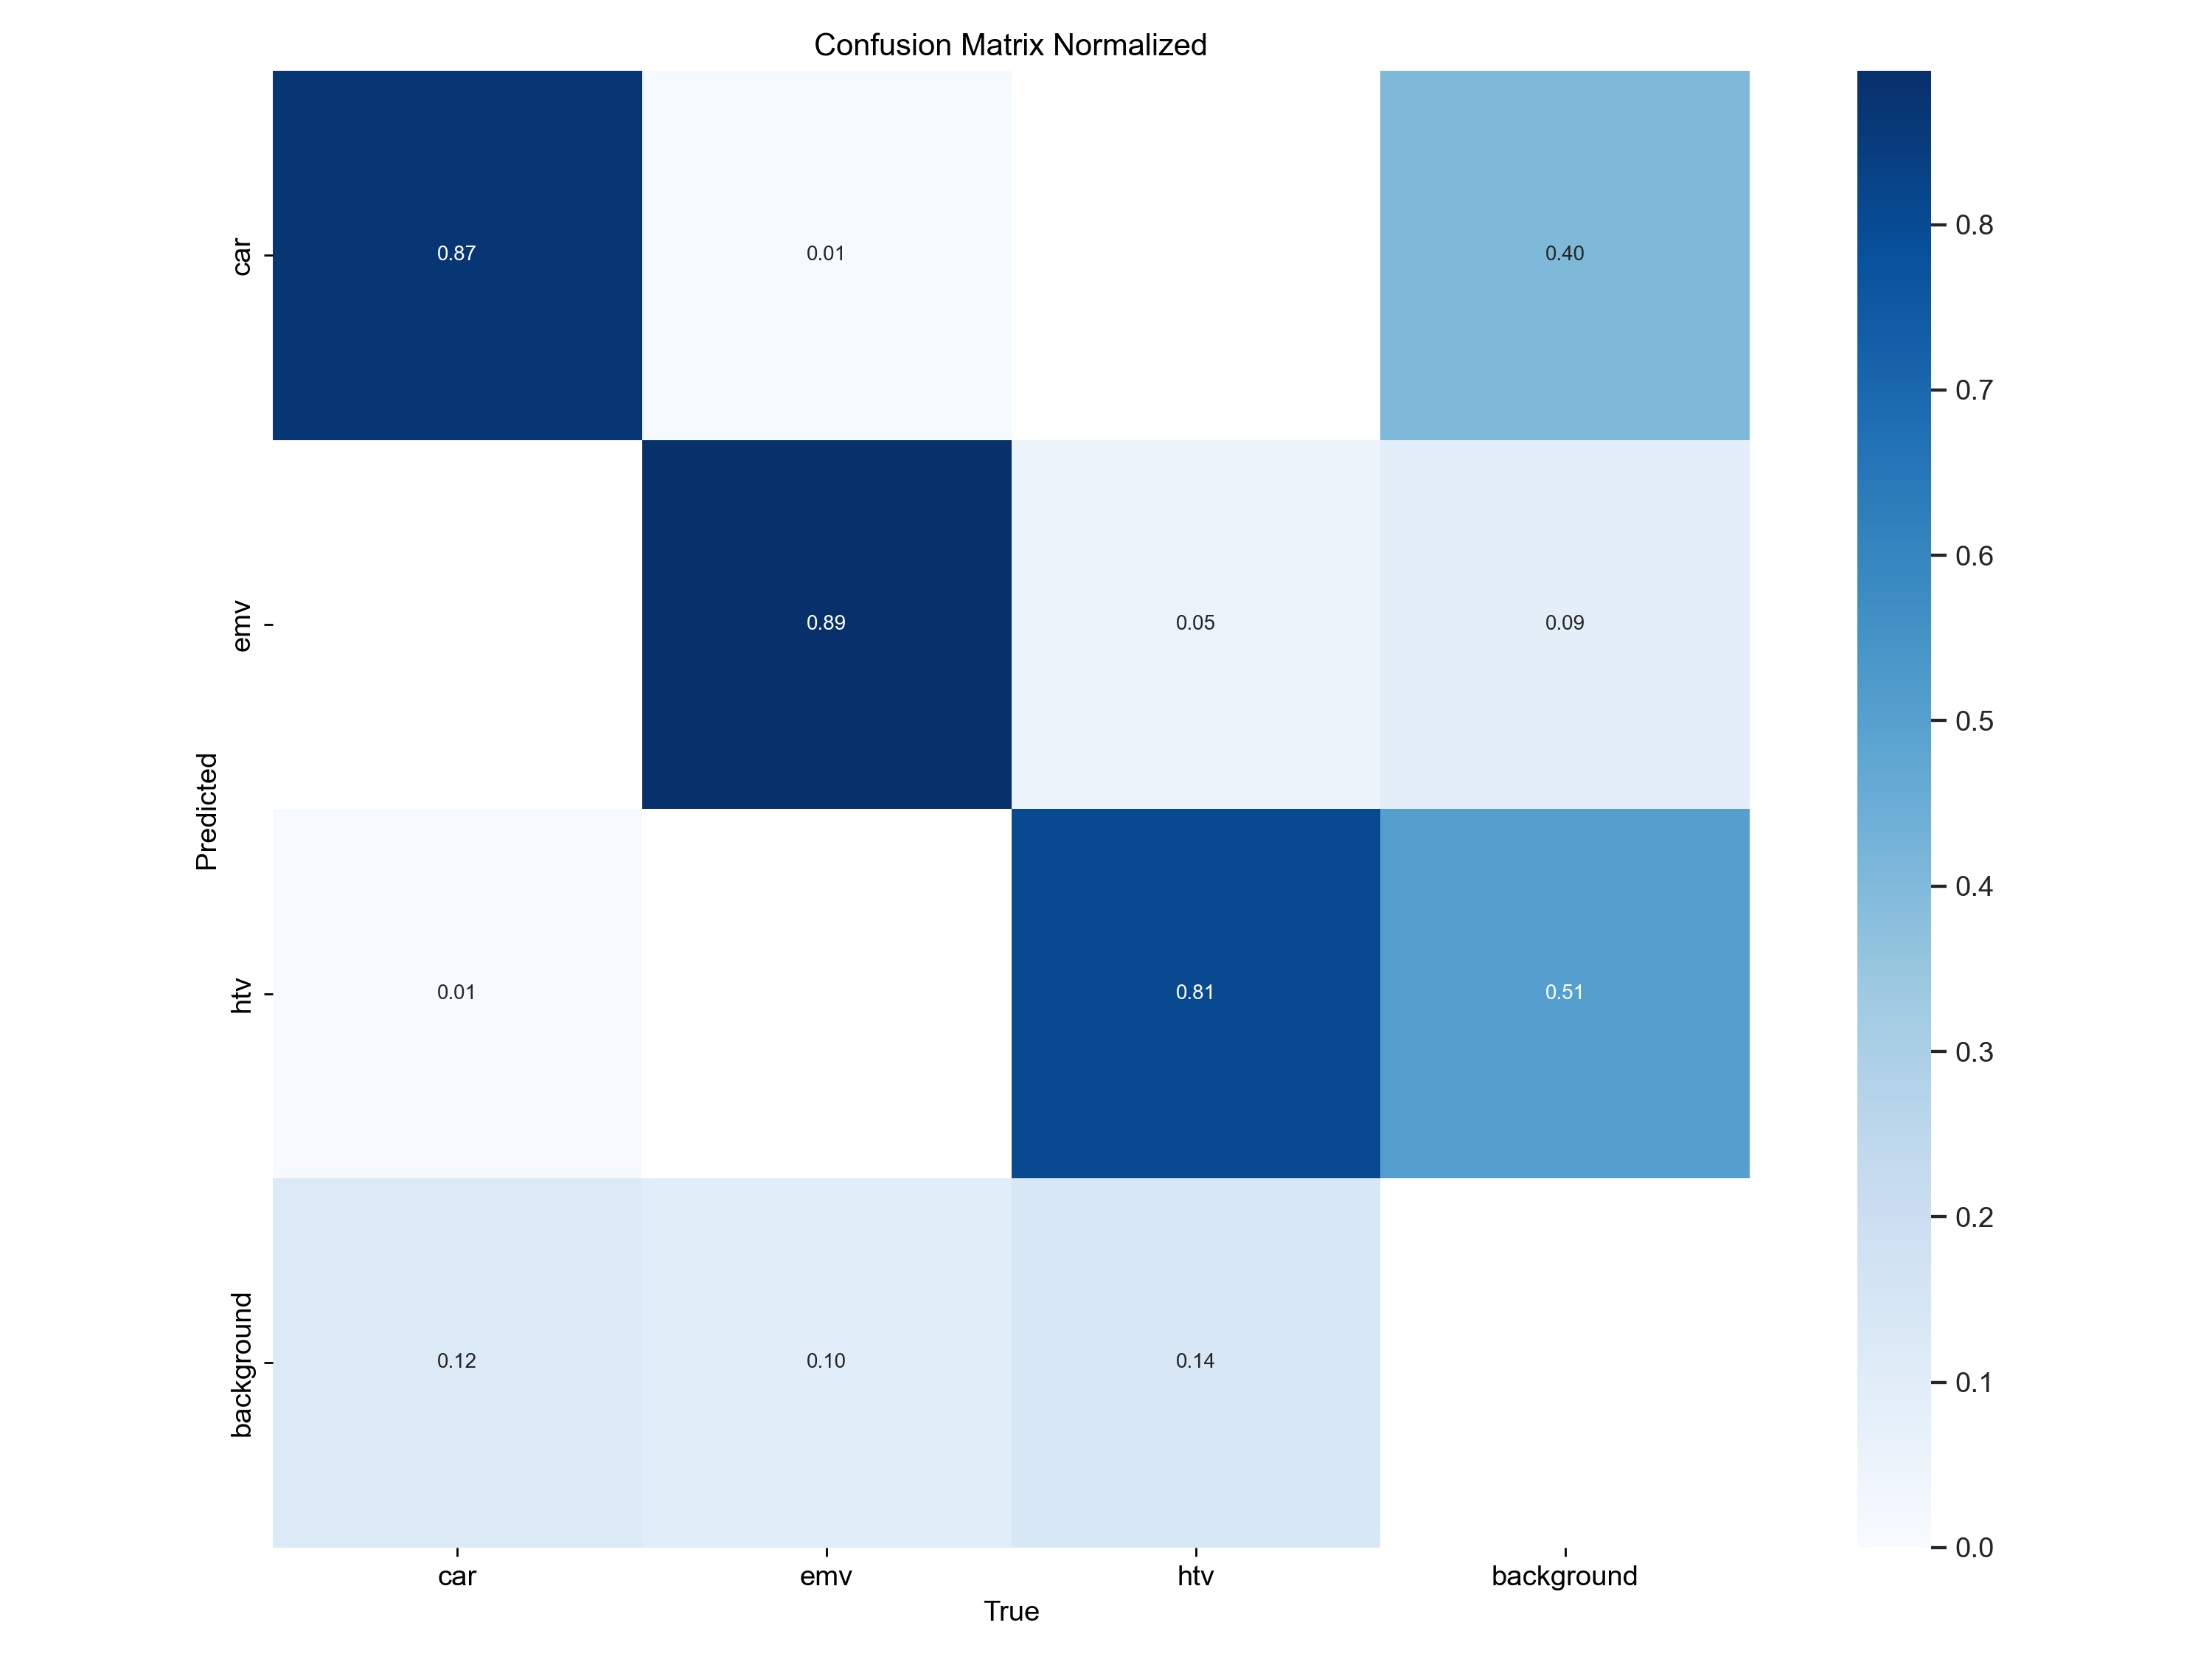 Confusion Matrix Normalized
car
0.87
0.01
0.40
emv
0.89
0.05
0.09
htv
0.01
0.81
0.51
background
0.12
0.10
0.14
car
emv
htv
background
True
Predicted
0.8
0.7
0.6
0.5
0.4
0.3
0.2
0.1
0.0